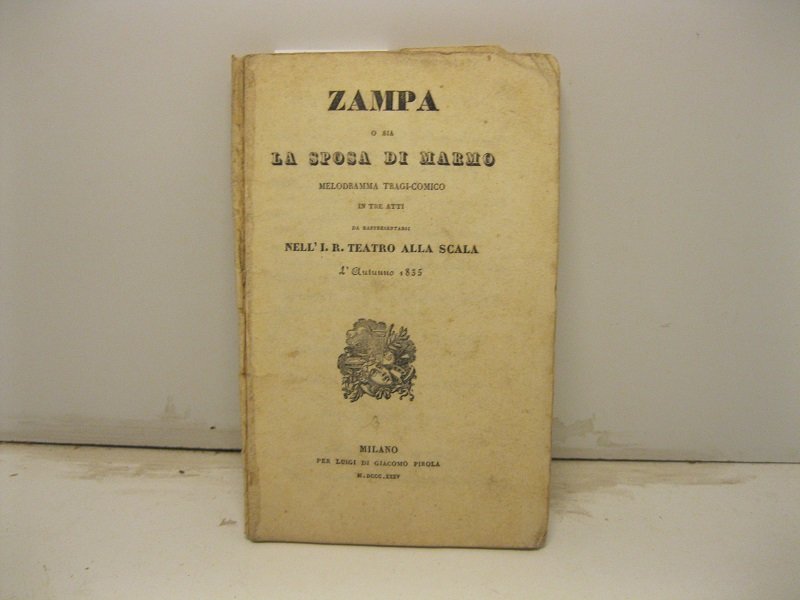 ZAMPA
O SIA
LA SPOSA DI MARMO
MELODRAMMA TRAGI-COMICO
IN TRE ATTI
DA RAPPRESENTARSI
NELL' I. R. TEATRO ALLA SCALA
L' Autunno 1835
3
MILANO
PER LUIGI DI GIACOMO PIROLA
M.DCCC.XXXV